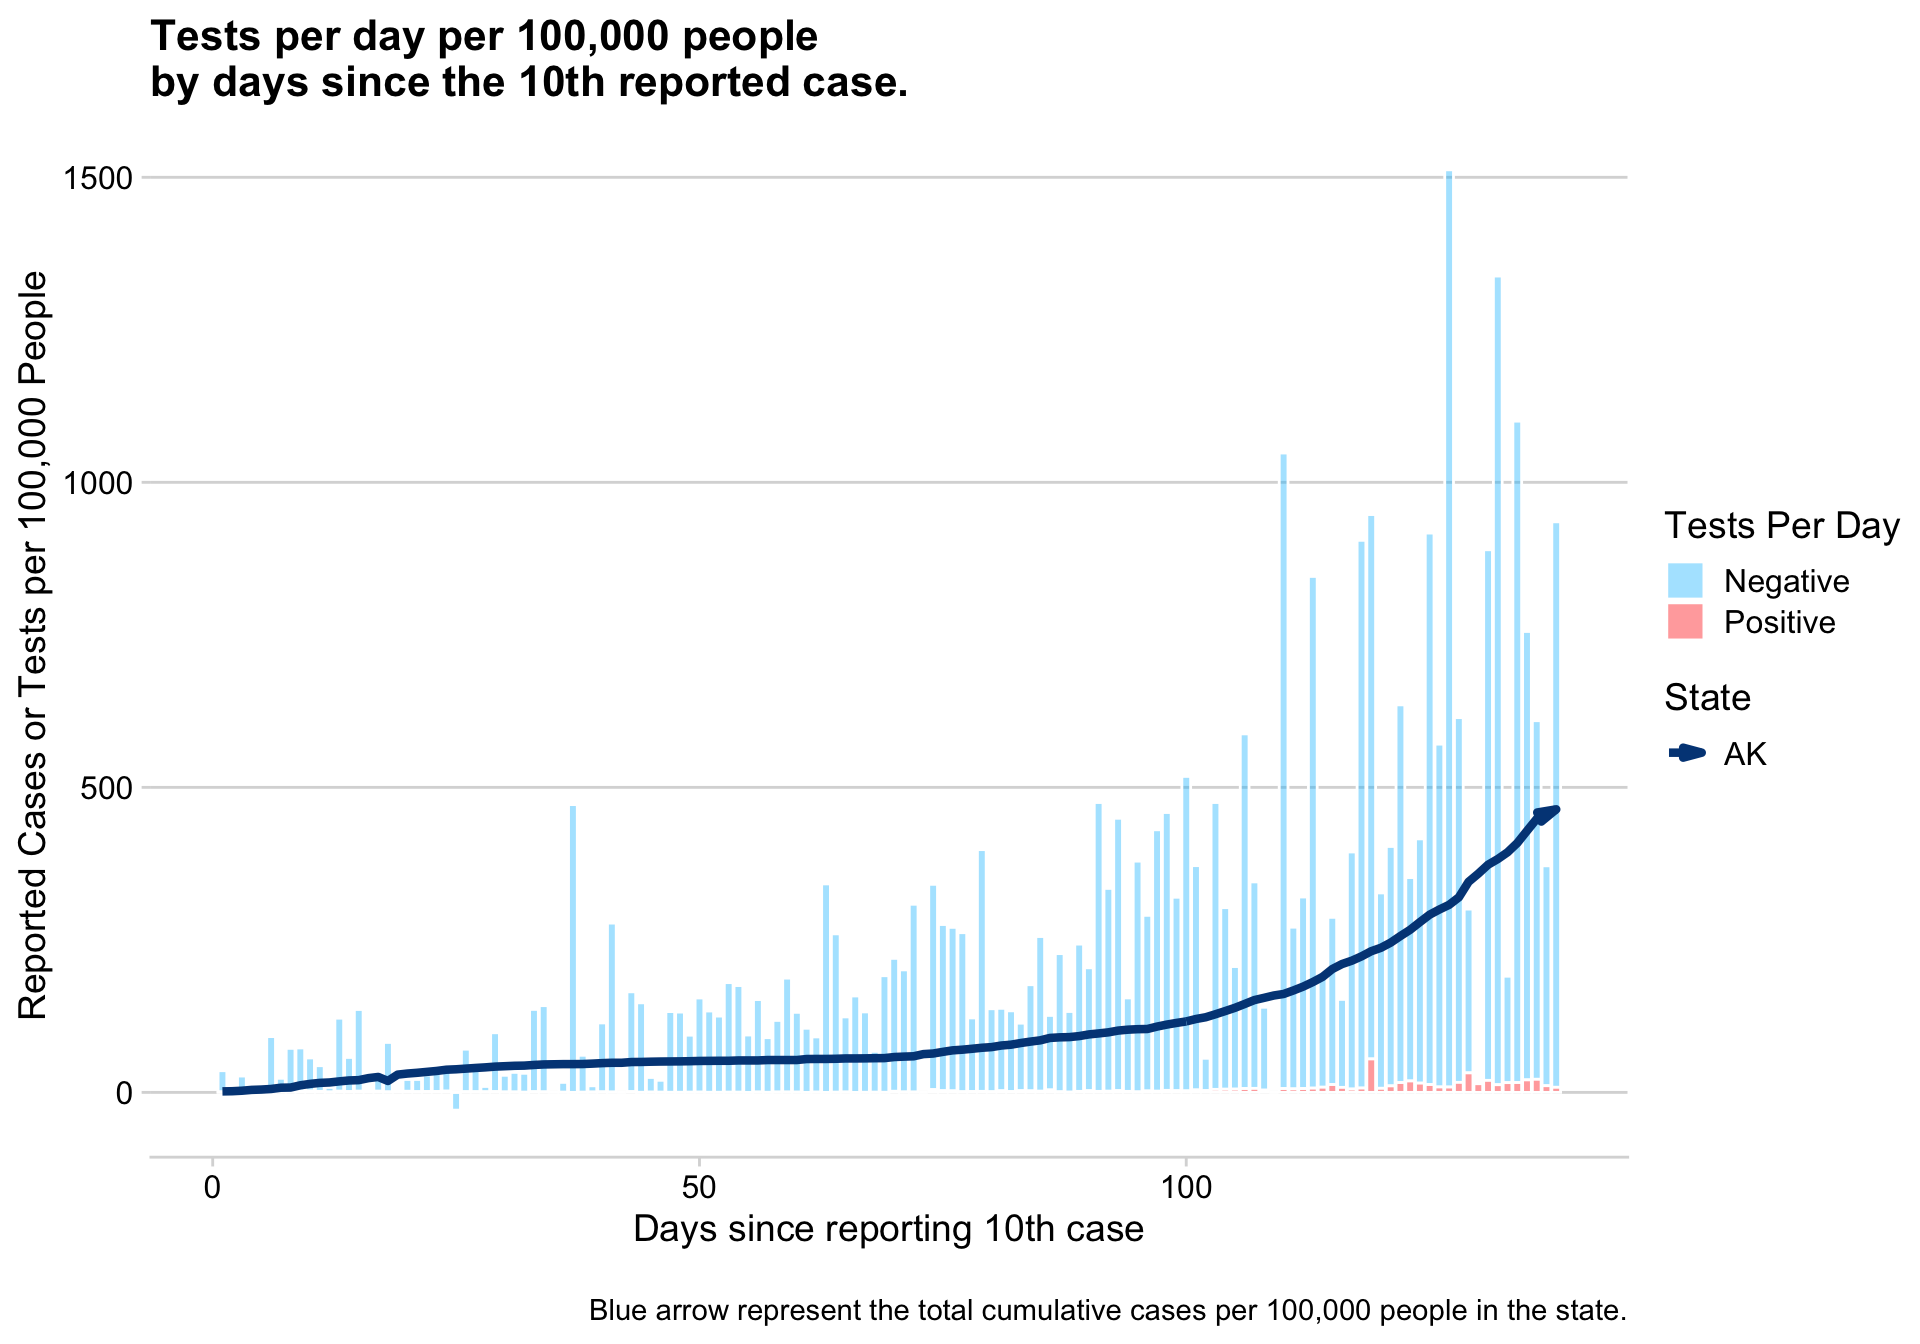 Tests per day per 100,000 people
by days since the 10th reported case.
Reported Cases or Tests per 100,000 People
1500
1000
500
0
0
50
100
Days since reporting 10th case
Tests Per Day
Negative
Positive
State
AK
Blue arrow represent the total cumulative cases per 100,000 people in the state.